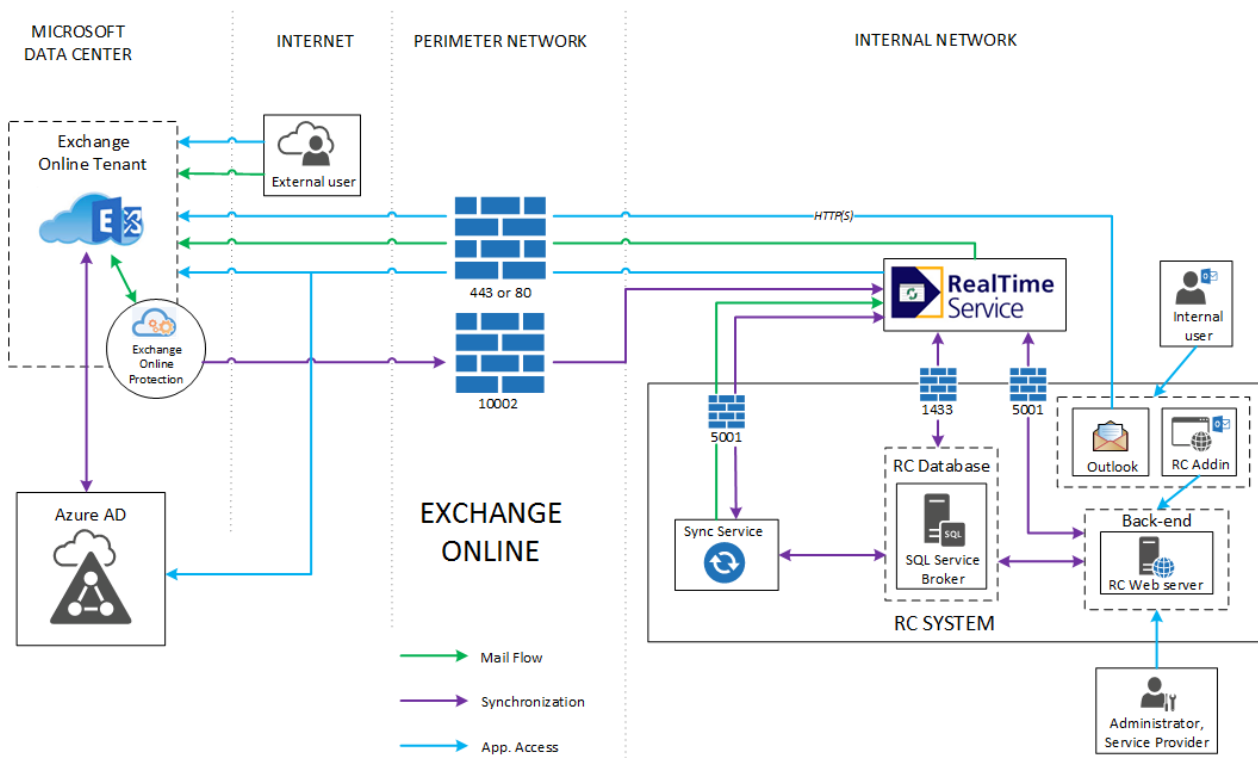 MICROSOFT
DATA CENTER
INTERNET
PERIMETER NETWORK
INTERNAL NETWORK
Exchange
Online Tenant
E
External user
HTTP(S)
443 or 80
RealTime
Service
Internal
user
Exchange
Online
Protection
10002
5001
1433
5001
Outlook
RC Addin
RC Database
SQL
SQL Service
Broker
Sync Service
Back-end
RC Web server
Azure AD
EXCHANGE
ONLINE
RC SYSTEM
Mail Flow
Synchronization
App. Access
Administrator,
Service Provider